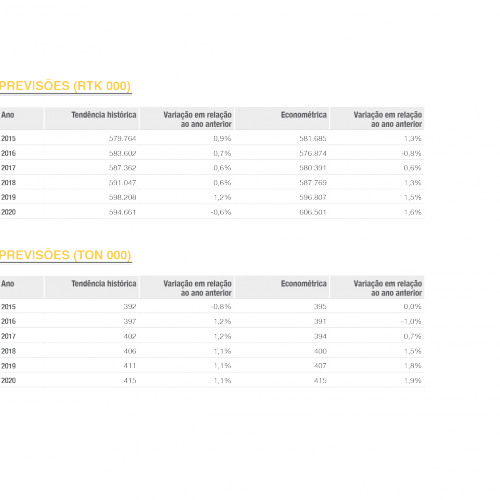 PREVISÕES (RTK 000)
Ano Tendência histórica Variação em relação ao ano anterior Econométrica Variação em relação ao ano anterior
2015 579.764 0,9% 581.685 1,3%
2016 583.602 0,7% 576.874 -0,8%
2017 587.362 0,6% 580.391 0,6%
2018 591.047 0,6% 587.769 1,3%
2019 598.208 1,2% 596.807 1,5%
2020 594.661 -0,6% 606.501 1,6%
PREVISÕES (TON 000)
Ano Tendência histórica Variação em relação ao ano anterior Econométrica Variação em relação ao ano anterior
2015 392 -0,8% 395 0,0%
2016 397 1,2% 391 -1,0%
2017 402 1,2% 394 0,7%
2018 406 1,1% 400 1,5%
2019 411 1,1% 407 1,8%
2020 415 1,1% 415 1,9%